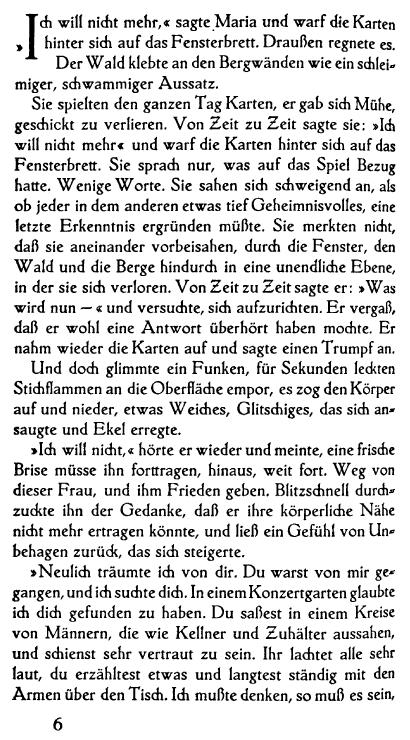 »Ich will nicht mehr,« sagte Maria und warf die Karten
hinter sich auf das Fensterbrett. Draußen regnete es.
Der Wald klebte an den Bergwänden wie ein schlei-
miger, schwammiger Aussatz.
Sie spielten den ganzen Tag Karten, er gab sich Mühe,
geschickt zu verlieren. Von Zeit zu Zeit sagte sie: »Ich
will nicht mehr« und warf die Karten hinter sich auf das
Fensterbrett. Sie sprach nur, was auf das Spiel Bezug
hatte. Wenige Worte. Sie sahen sich schweigend an, als
ob jeder in dem anderen etwas tief Geheimnisvolles, eine
letzte Erkenntnis ergründen müßte. Sie merkten nicht,
daß sie aneinander vorbeisahen, durch die Fenster, den
Wald und die Berge hindurch in eine unendliche Ebene,
in der sie sich verloren. Von Zeit zu Zeit sagte er: »Was
wird nun —« und versuchte, sich aufzurichten. Er vergaß,
daß er wohl eine Antwort überhört haben mochte. Er
nahm wieder die Karten auf und sagte einen Trumpf an.
Und doch glimmte ein Funken, für Sekunden leckten
Stichflammen an die Oberfläche empor, es zog den Körper
auf und nieder, etwas Weiches, Glitschiges, das sich an-
saugte und Ekel erregte.
»Ich will nicht,« hörte er wieder und meinte, eine frische
Brise müsse ihn forttragen, hinaus, weit fort. Weg von
dieser Frau, und ihm Frieden geben. Blitzschnell durch-
zuckte ihn der Gedanke, daß er ihre körperliche Nähe
nicht mehr ertragen könnte, und ließ ein Gefühl von Un-
behagen zurück, das sich steigerte.
»Neulich träumte ich von dir. Du warst von mir ge-
gangen, und ich suchte dich. In einem Konzertgarten glaubte
ich dich gefunden zu haben. Du saßest in einem Kreise
von Männern, die wie Kellner und Zuhälter aussahen,
und schienst sehr vertraut zu sein. Ihr lachtet alle sehr
laut, du erzähltest etwas und langtest ständig mit den
Armen über den Tisch. Ich mußte denken, so muß es sein,
6